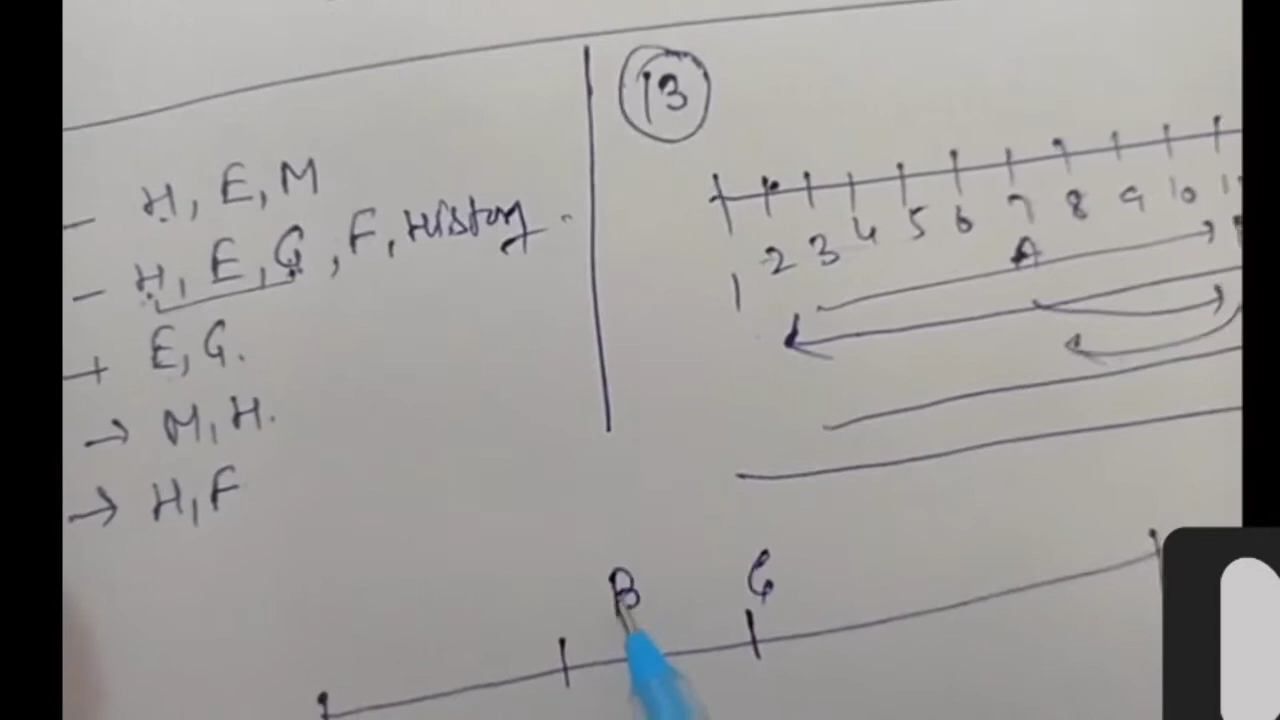 - H, E, M
- H, E, G, F, History.
+ E, G.
→ M, H.
→ H, F
13
1 2 3 4 5 6 7 8 9 10
A
B G